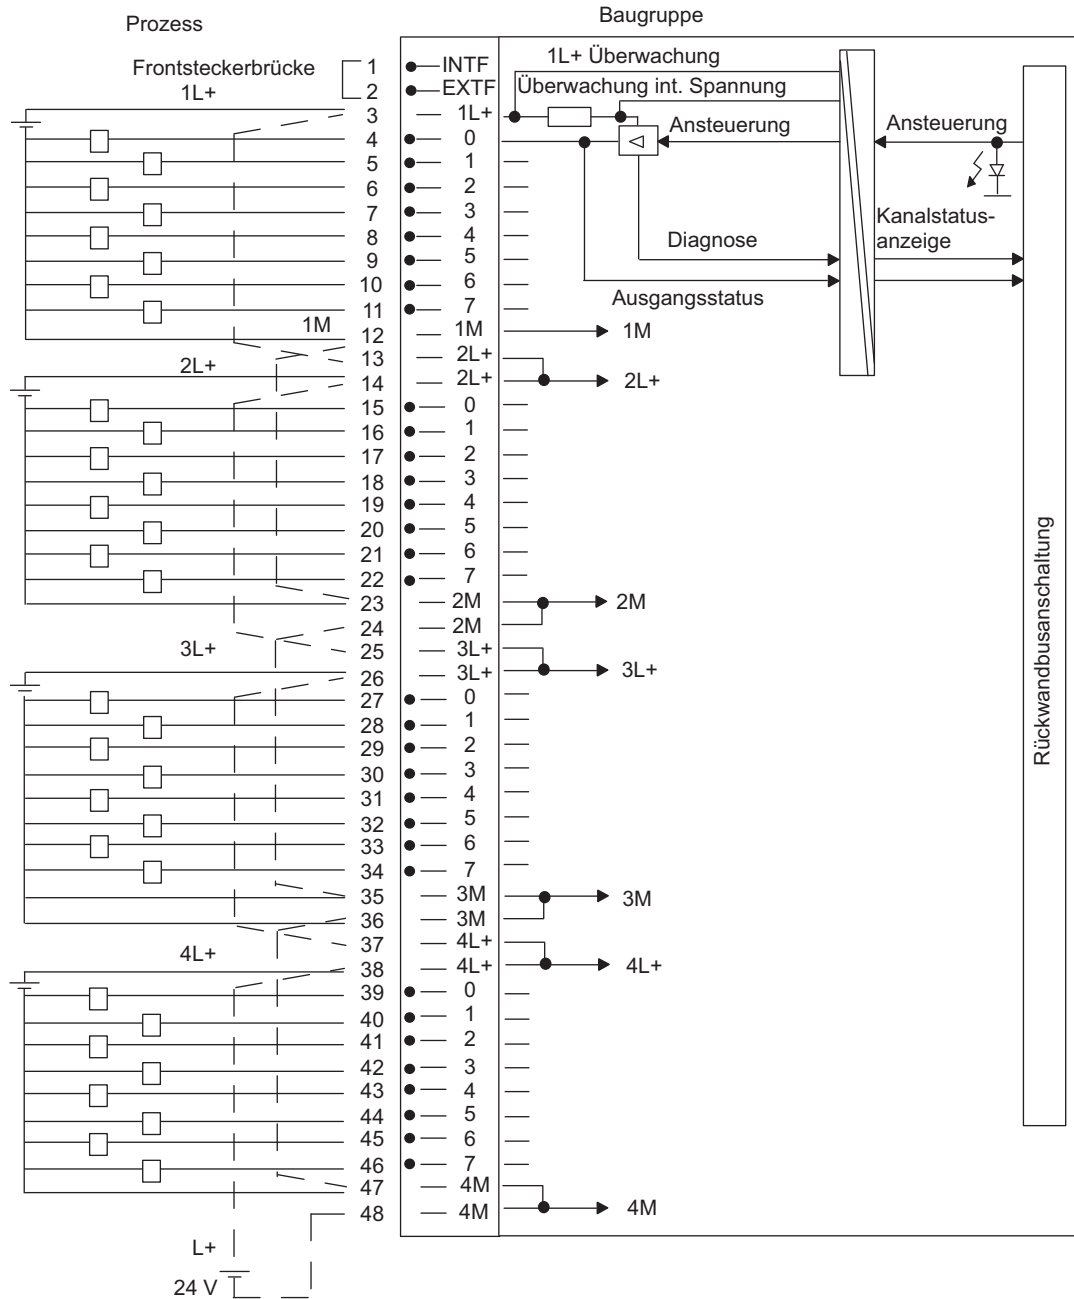 Prozess
Baugruppe
Frontsteckerbrücke
1 INTF
1L+ Überwachung
2 EXTF
Überwachung int. Spannung
1L+
3 1L+
Ansteuerung
Ansteuerung
4 0
5 1
6 2
7 3
Kanalstatus-
anzeige
8 4
Diagnose
9 5
10 6
Ausgangsstatus
11 7
1M
12 1M 1M
13 2L+
2L+
14 2L+ 2L+
15 0
16 1
17 2
18 3
19 4
20 5
21 6
22 7
23 2M 2M
24 2M
3L+
25 3L+
26 3L+ 3L+
27 0
28 1
29 2
30 3
31 4
32 5
33 6
34 7
35 3M 3M
36 3M
37 4L+
4L+
38 4L+ 4L+
39 0
40 1
41 2
42 3
43 4
44 5
45 6
46 7
47 4M
48 4M 4M
L+
24 V
Rückwandbusanschaltung